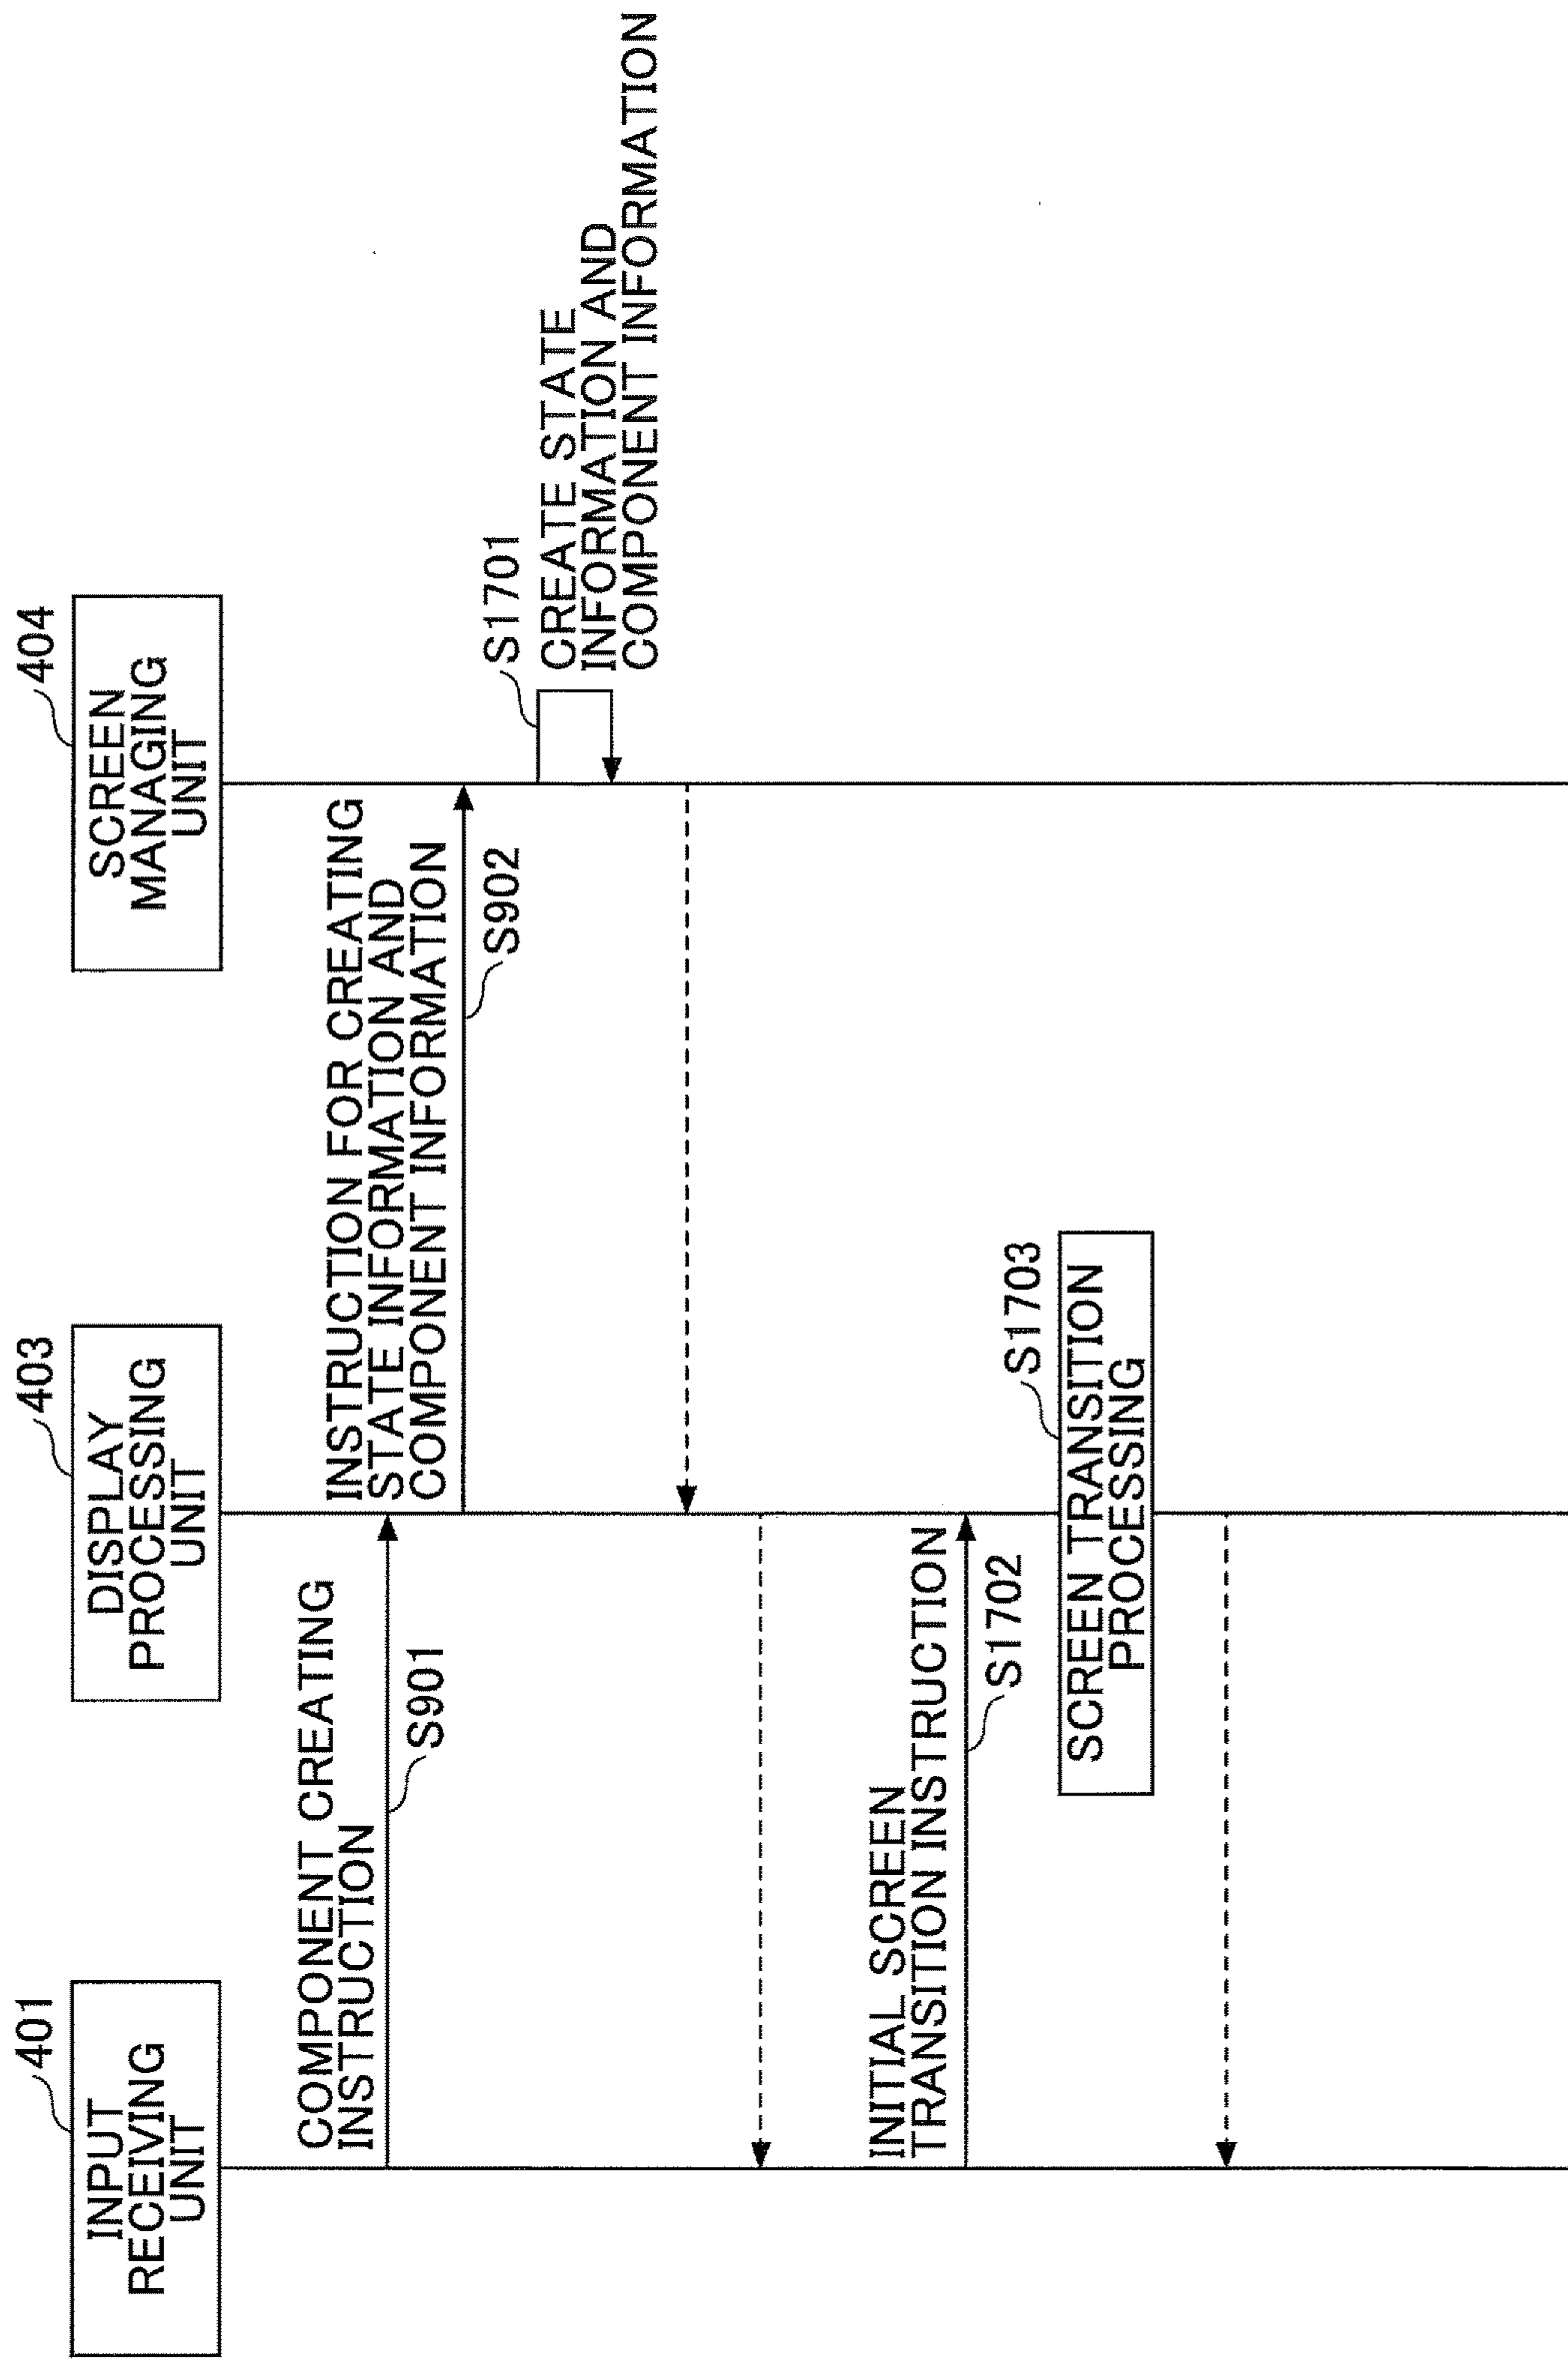 401
INPUT
RECEIVING
UNIT
403
DISPLAY
PROCESSING
UNIT
404
SCREEN
MANAGING
UNIT
COMPONENT CREATING
INSTRUCTION
S901
INSTRUCTION FOR CREATING
STATE INFORMATION AND
COMPONENT INFORMATION
S902
S1701
CREATE STATE
INFORMATION AND
COMPONENT INFORMATION
INITIAL SCREEN
TRANSITION INSTRUCTION
S1702
S1703
SCREEN TRANSITION
PROCESSING